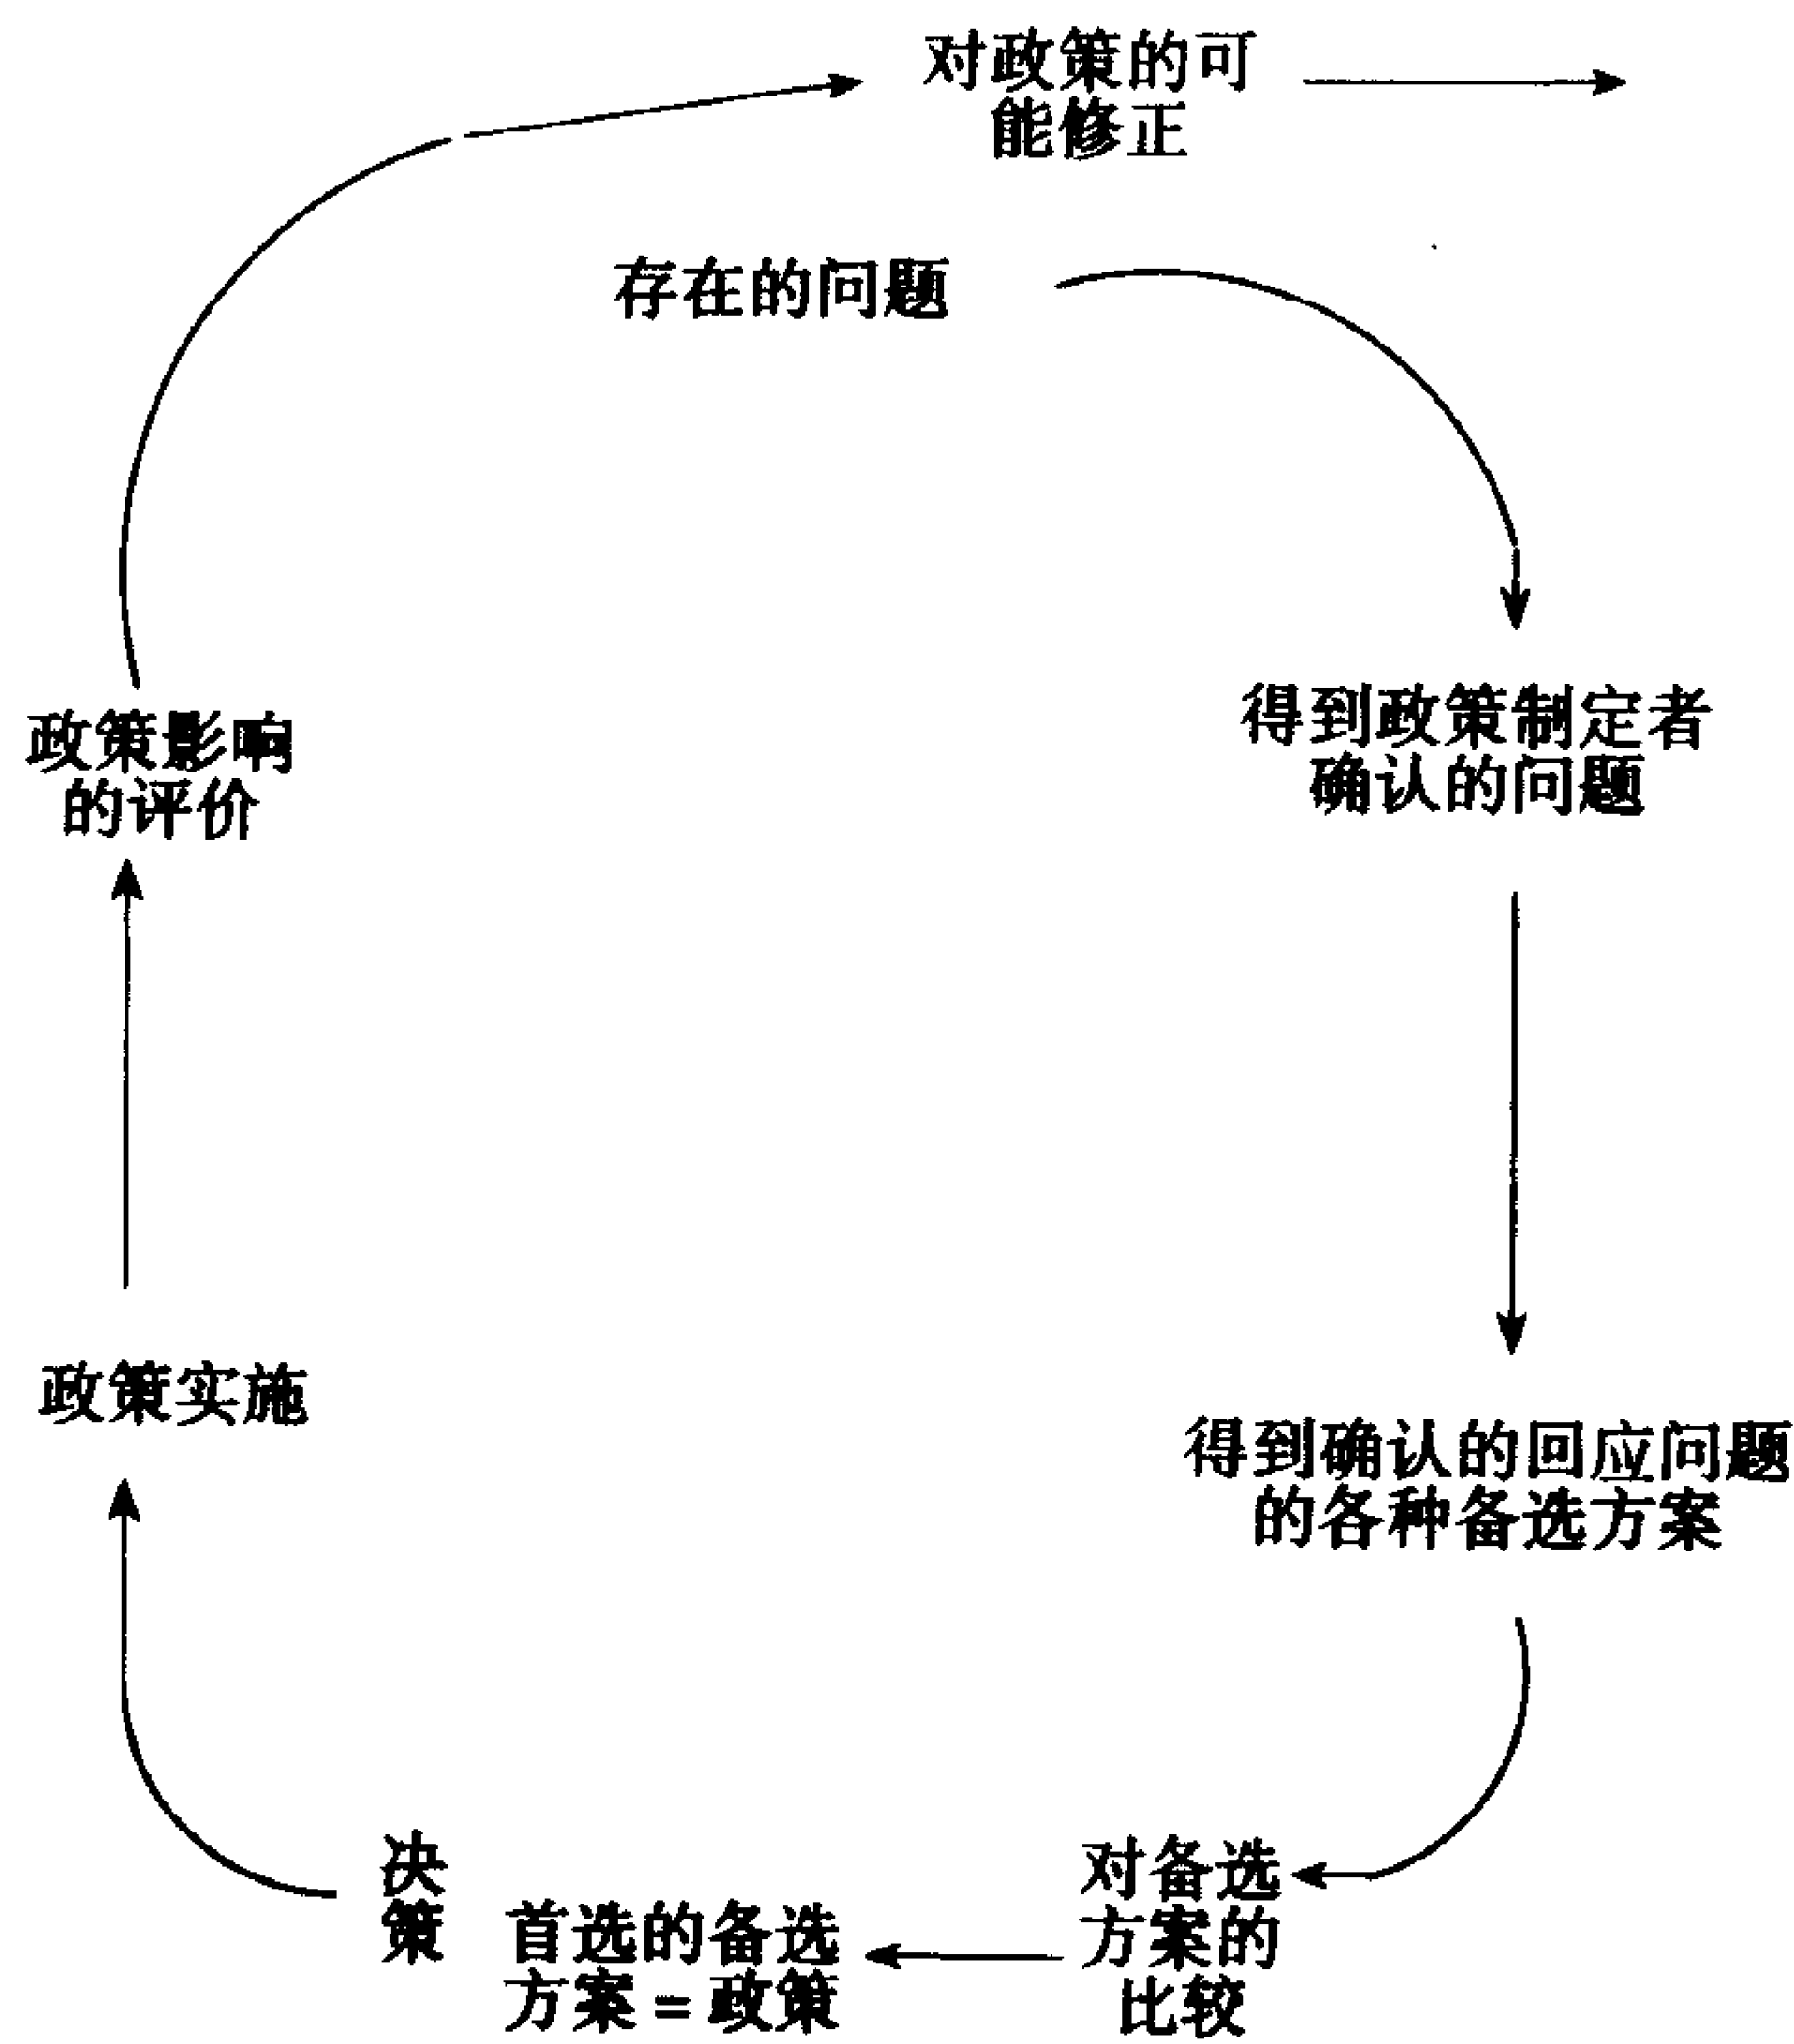 对政策的可
能修正
存在的问题
得到政策制定者
确认的问题
政策影响
的评价
政策实施
得到确认的回应问题
的各种备选方案
对备选
方案的
比较
首选的备选
方案=政策
决
策